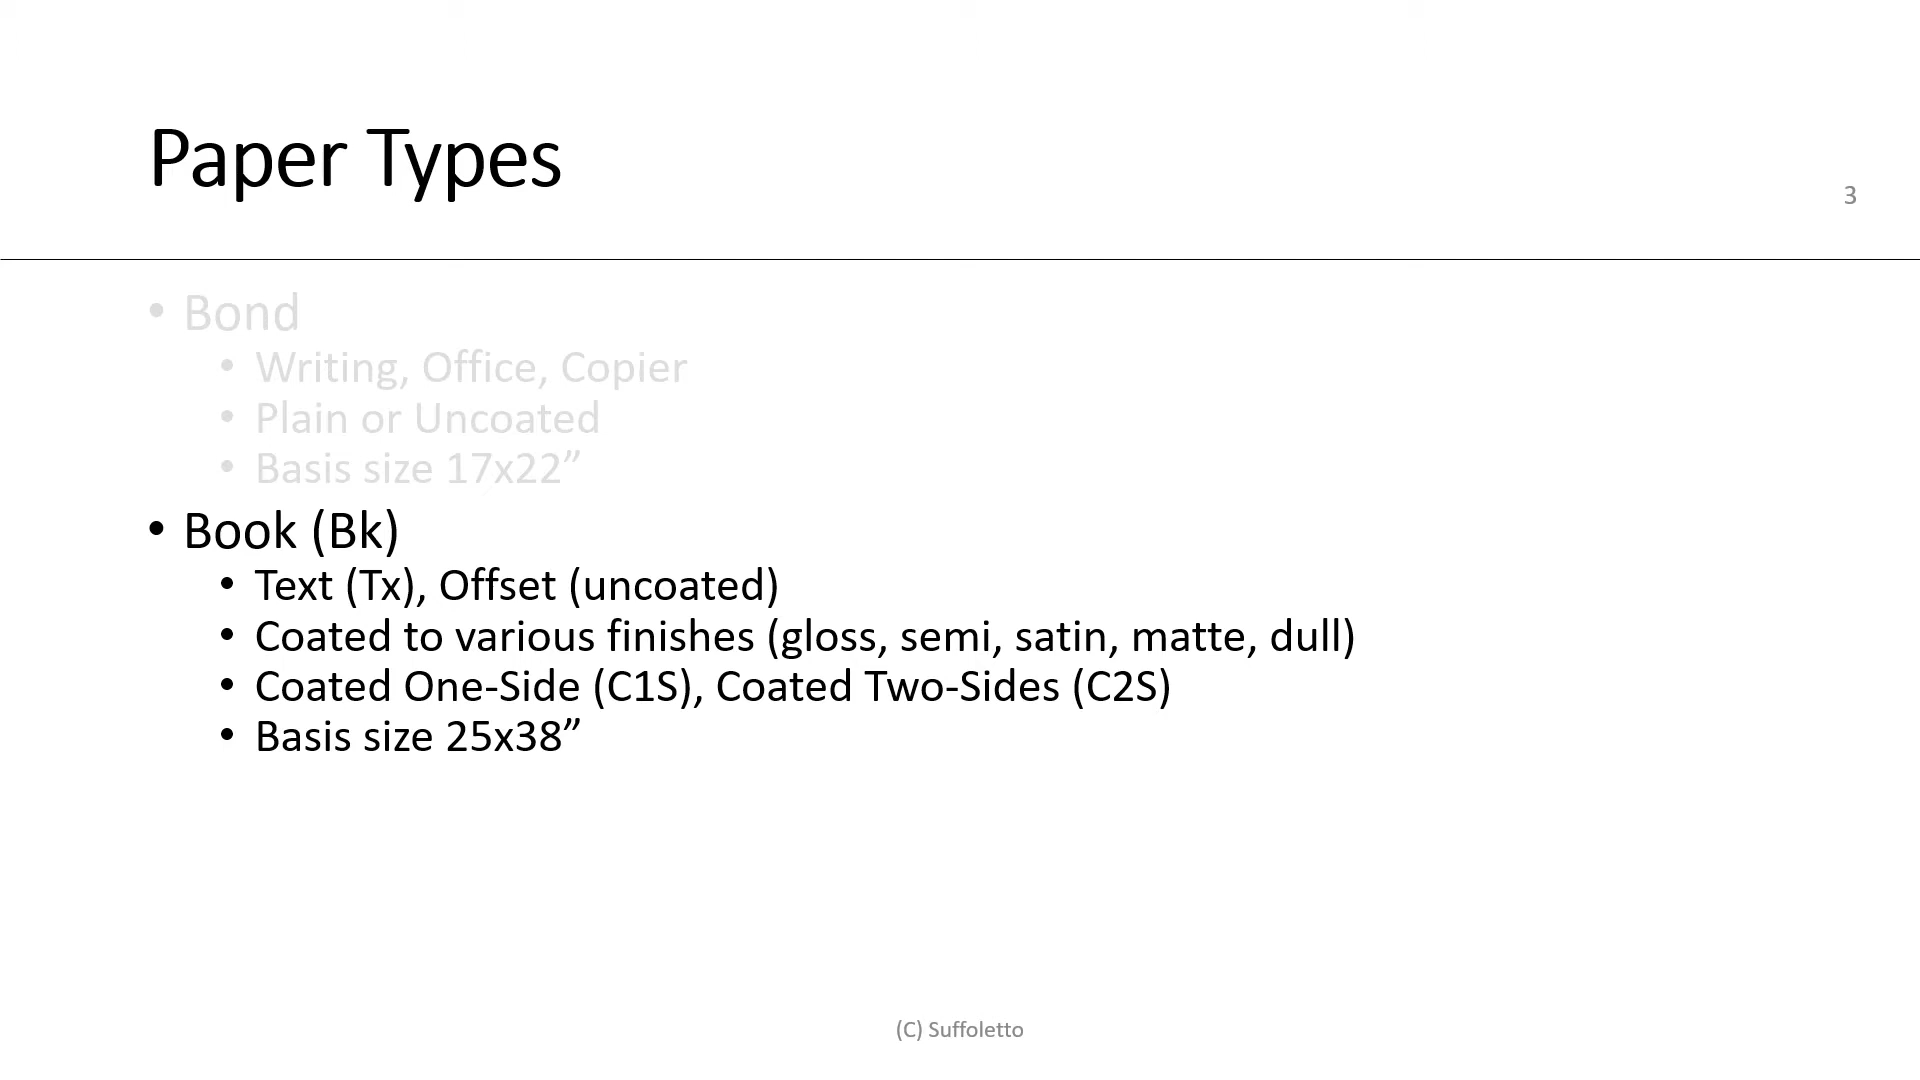 Paper Types
3
• Bond
• Writing, Office, Copier
• Plain or Uncoated
• Basis size 17x22”
• Book (Bk)
• Text (Tx), Offset (uncoated)
• Coated to various finishes (gloss, semi, satin, matte, dull)
• Coated One-Side (C1S), Coated Two-Sides (C2S)
• Basis size 25x38”
(C) Suffoletto